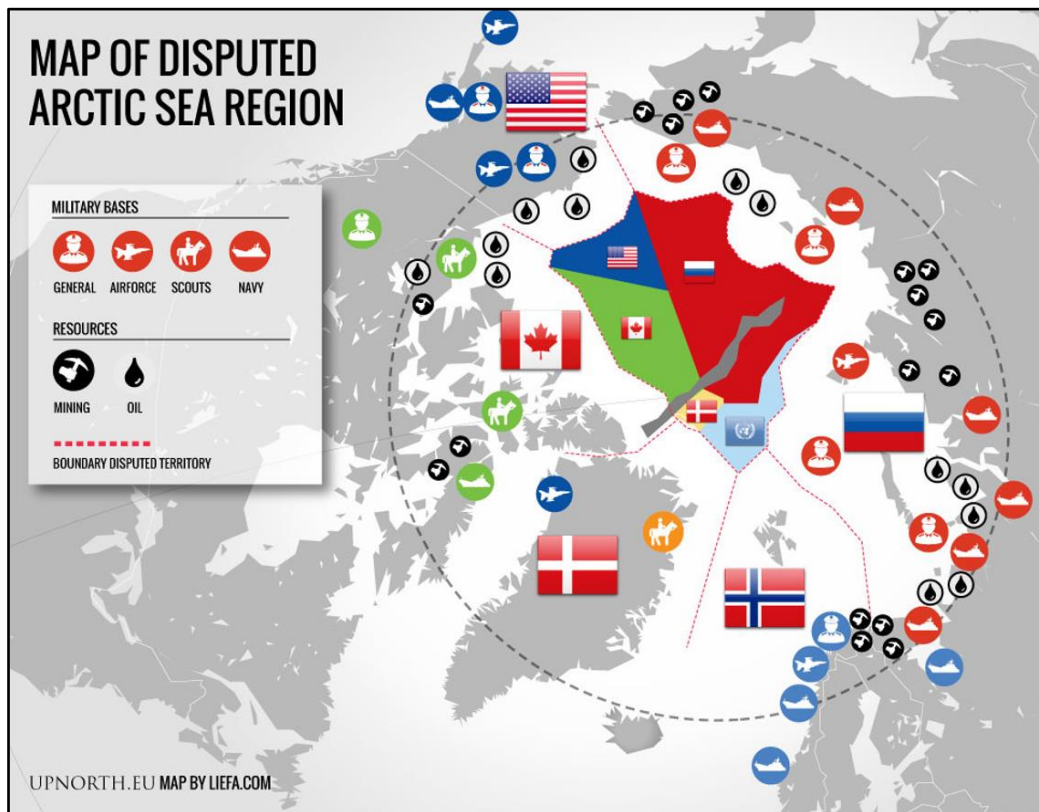 MAP OF DISPUTED
ARCTIC SEA REGION
MILITARY BASES
GENERAL AIRFORCE SCOUTS NAVY
RESOURCES
MINING OIL
BOUNDARY DISPUTED TERRITORY
UPNORTH.EU MAP BY LIEFA.COM